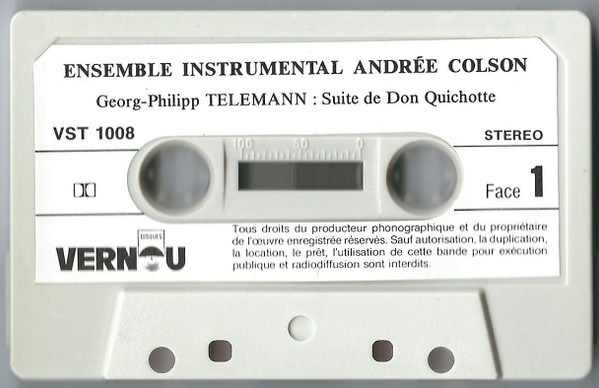 ENSEMBLE INSTRUMENTAL ANDRÉE COLSON
Georg-Philipp TELEMANN : Suite de Don Quichotte
VST 1008
STEREO
100 50 0
Face 1
DISQUES
VERNOU
Tous droits du producteur phonographique et du propriétaire
de l'œuvre enregistrée réservés. Sauf autorisation, la duplication,
la location, le prêt, l'utilisation de cette bande pour exécution
publique et radiodiffusion sont interdits.